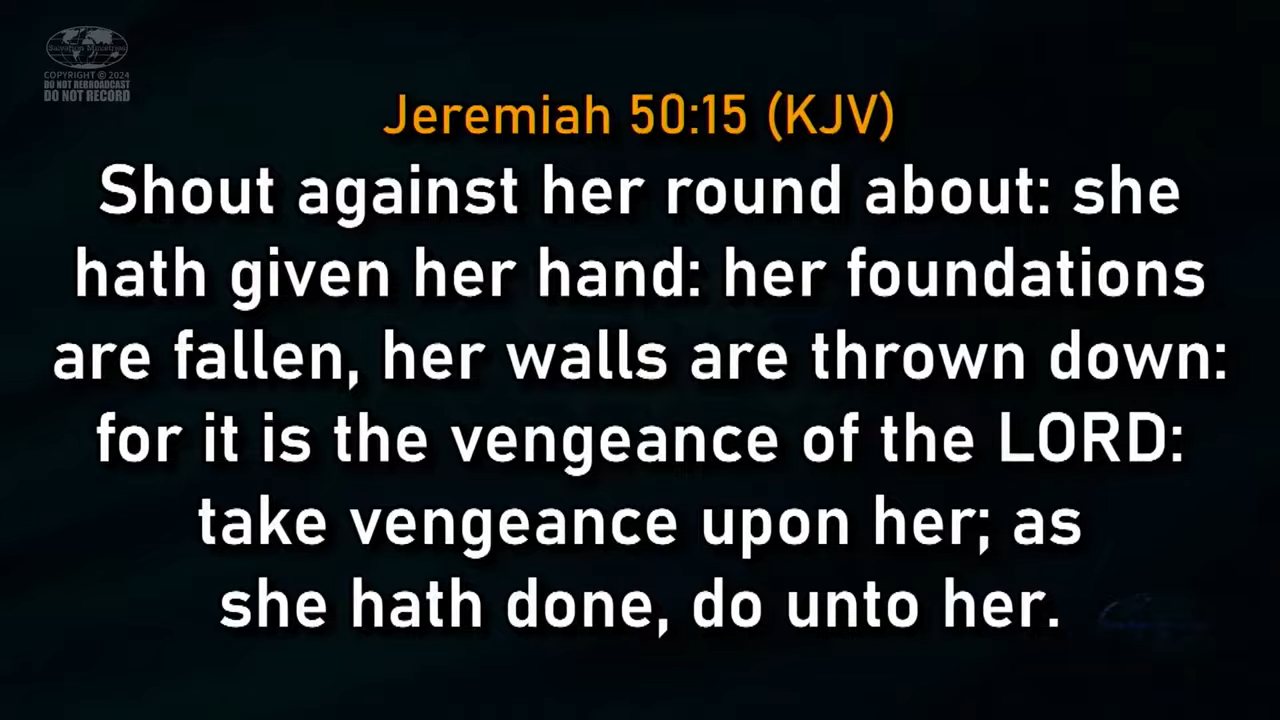 Salvation Ministries
COPYRIGHT © 2024
DO NOT REBROADCAST
DO NOT RECORD
Jeremiah 50:15 (KJV)
Shout against her round about: she
hath given her hand: her foundations
are fallen, her walls are thrown down:
for it is the vengeance of the LORD:
take vengeance upon her; as
she hath done, do unto her.